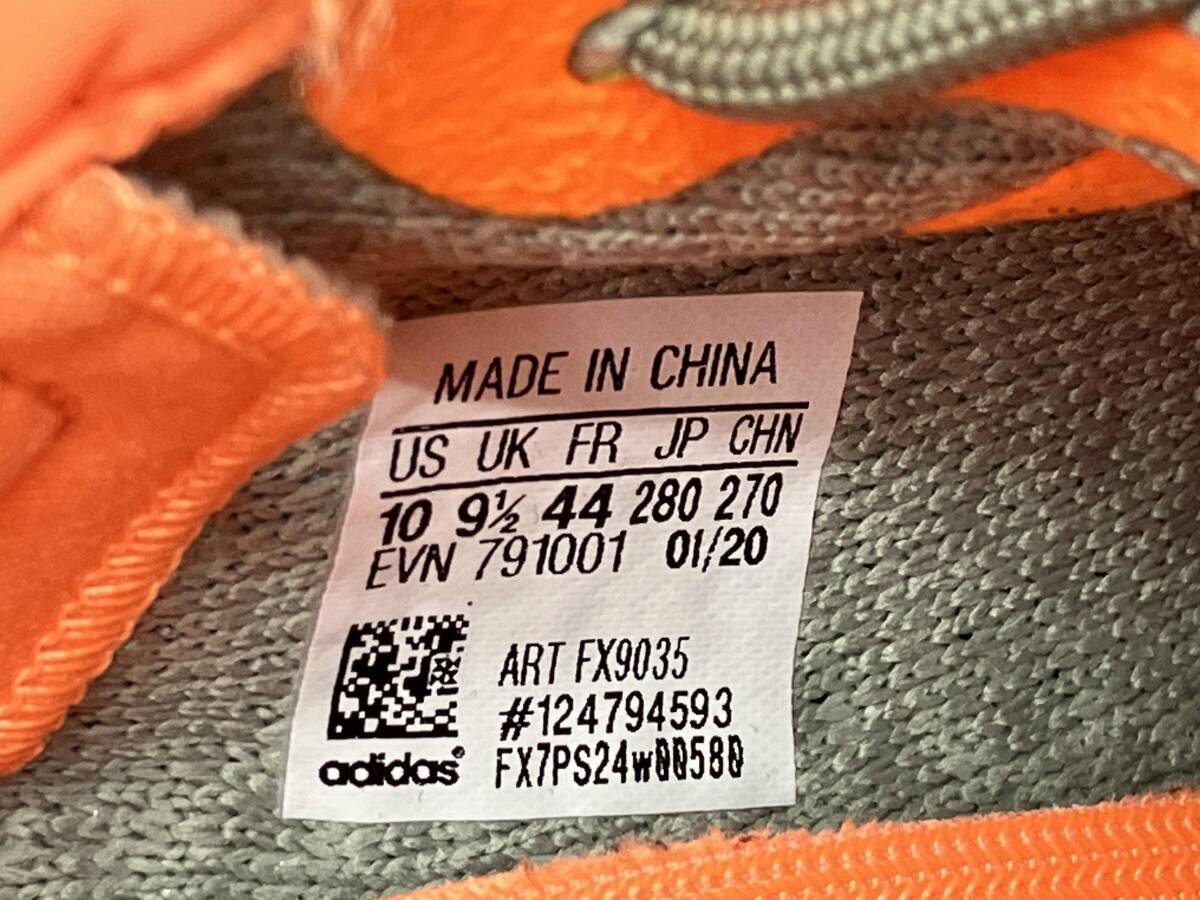 MADE IN CHINA
US UK FR JP CHN
10 9½ 44 280 270
EVN 791001 01/20
ART FX9035
#124794593
FX7PS24w00580
adidas®